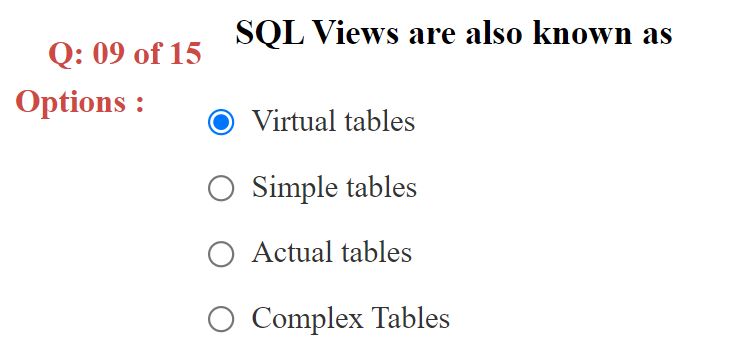 SQL Views are also known as
Q: 09 of 15
Options :
Virtual tables
Simple tables
Actual tables
Complex Tables